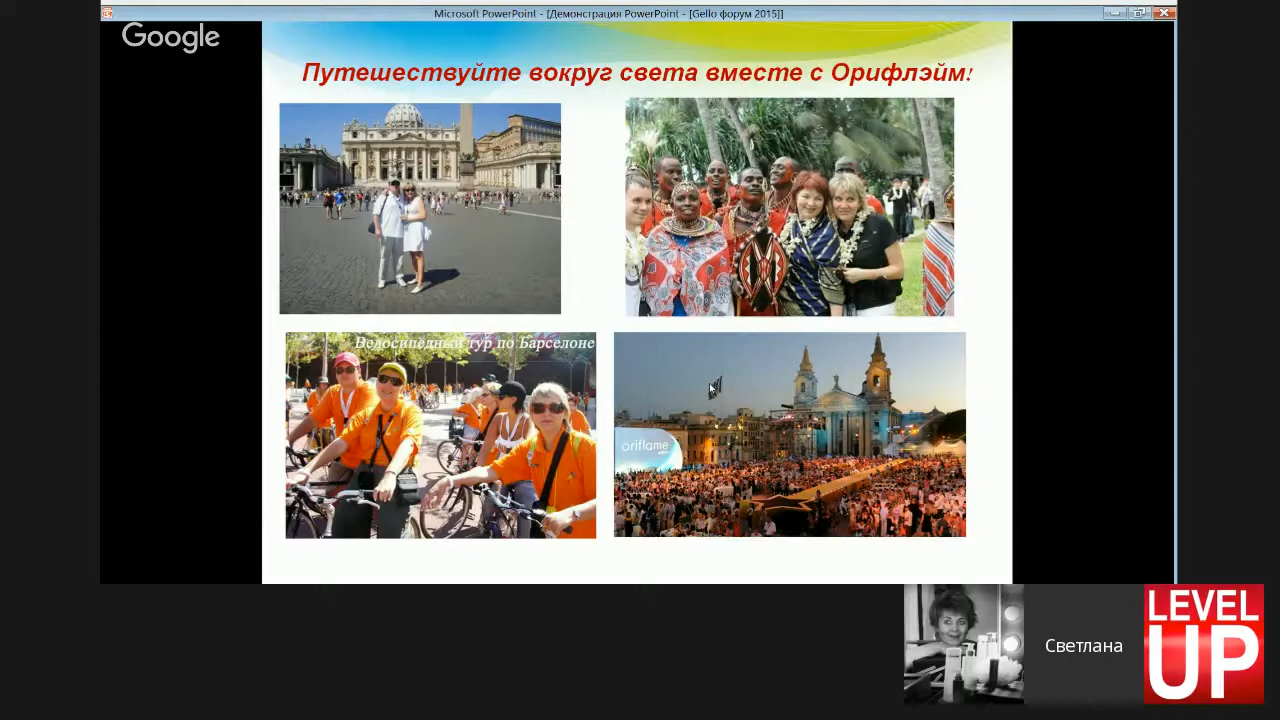 Microsoft PowerPoint - [Демонстрация PowerPoint - [Gello форум 2015]]
Google
Путешествуйте вокруг света вместе с Орифлэйм!
Велосипедный тур по Барселоне
oriflame
Светлана
LEVEL
UP